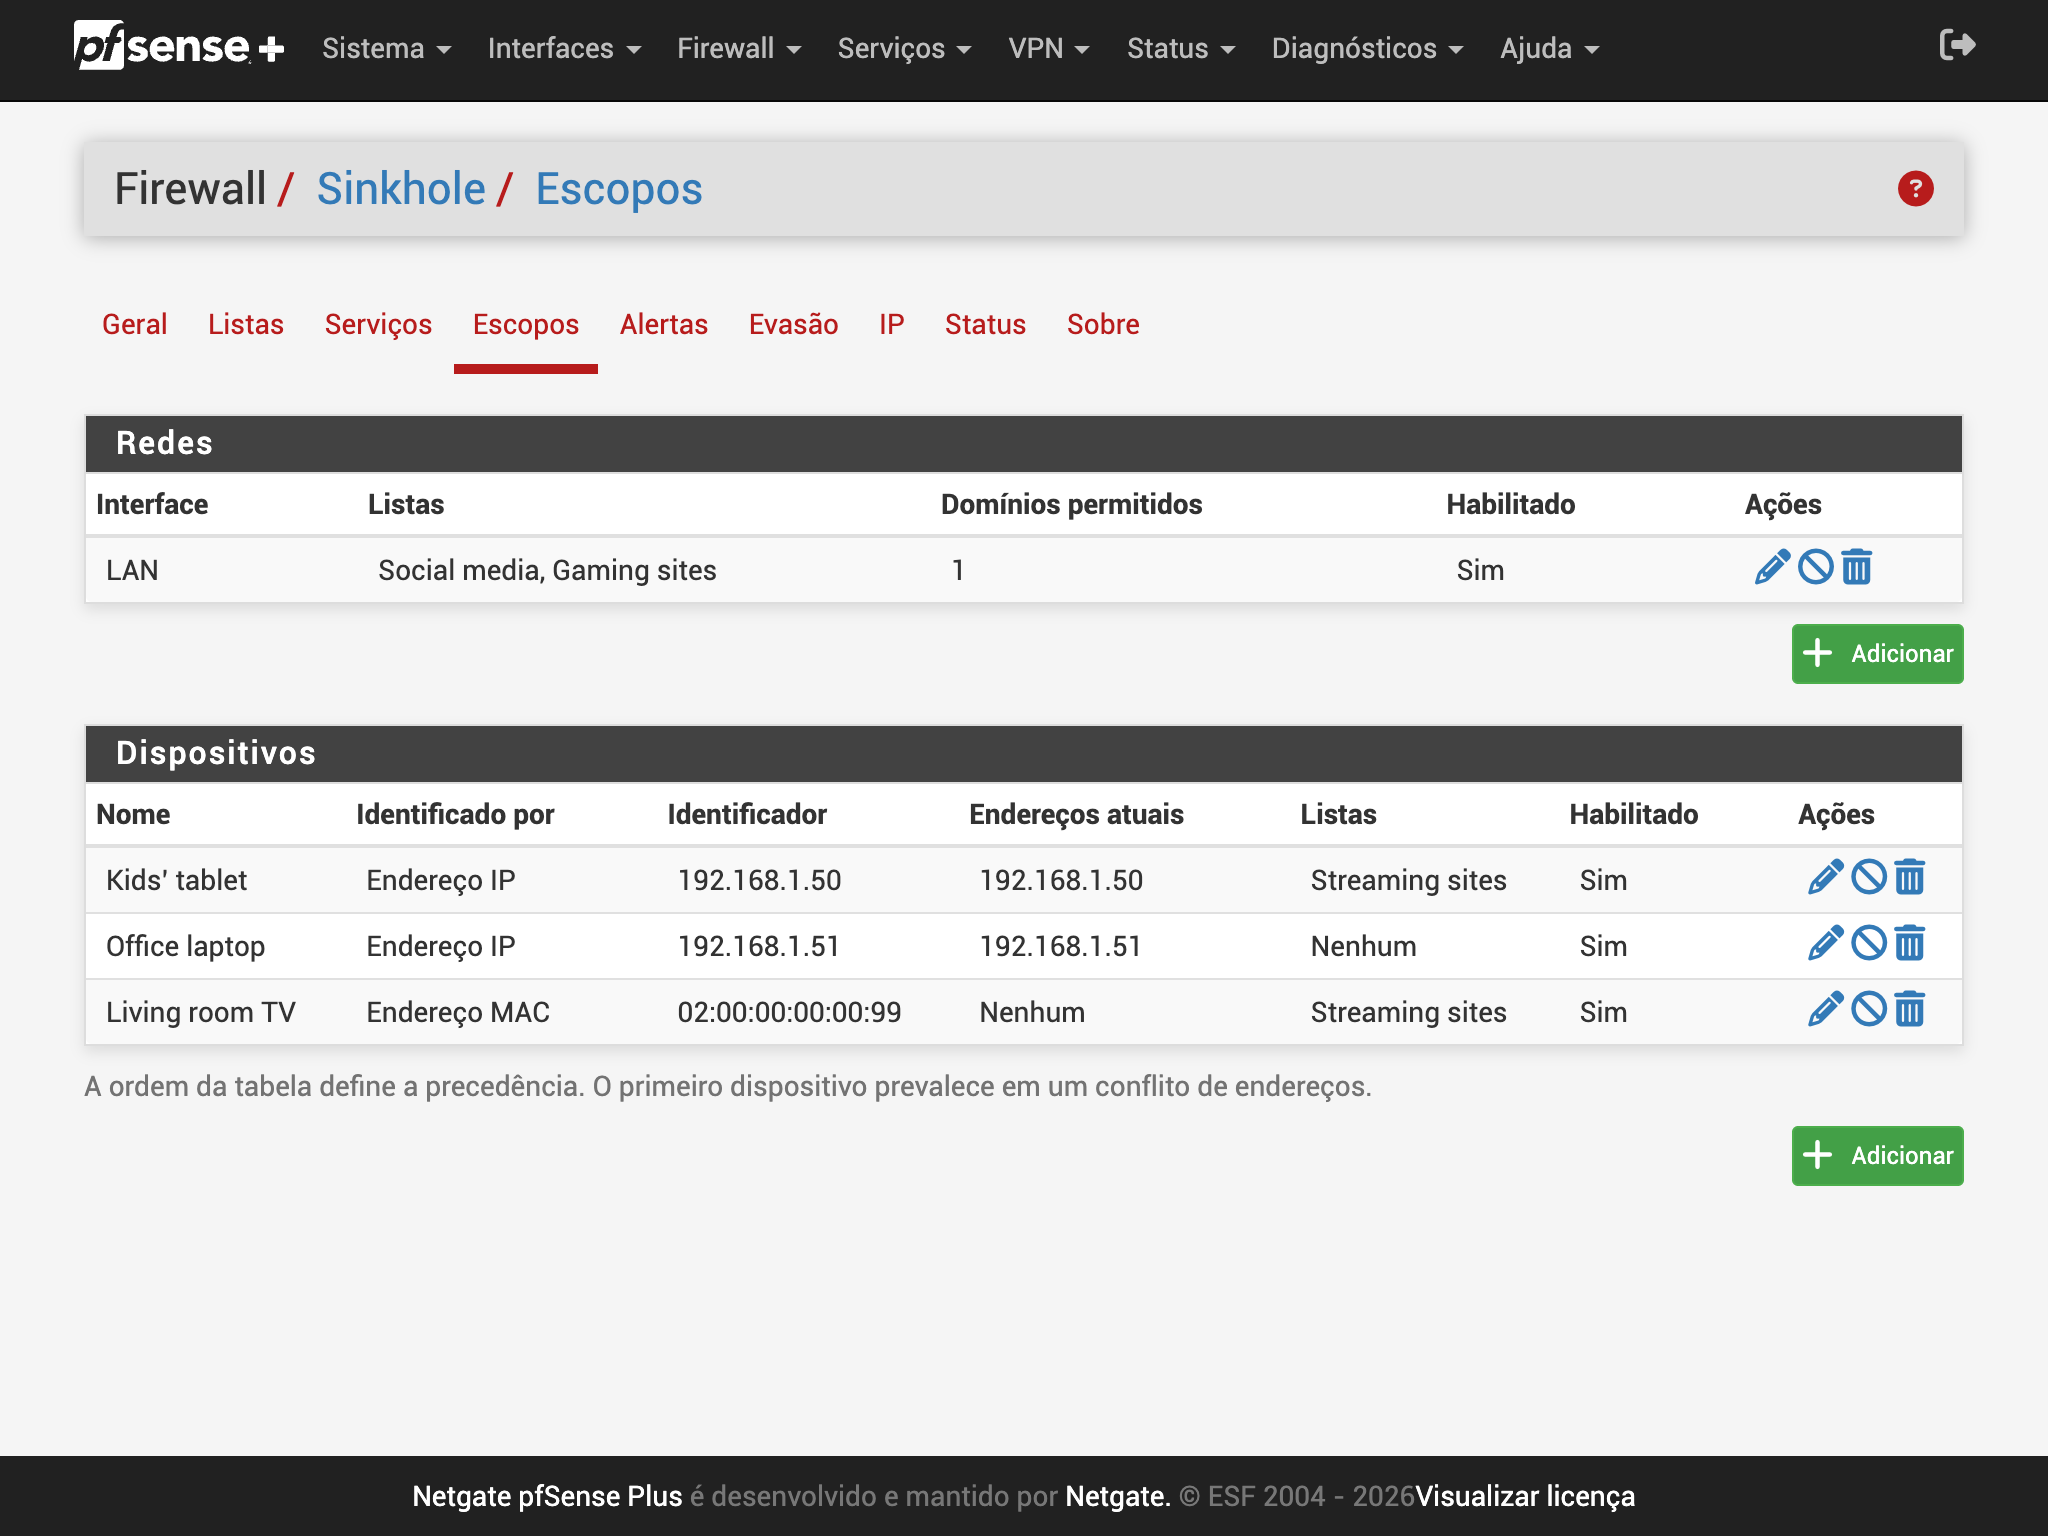 pfsense+ Sistema Interfaces Firewall Serviços VPN Status Diagnósticos Ajuda
Firewall / Sinkhole / Escopos ?
Geral Listas Serviços Escopos Alertas Evasão IP Status Sobre
Redes
Interface Listas Domínios permitidos Habilitado Ações
LAN Social media, Gaming sites 1 Sim
Adicionar
Dispositivos
Nome Identificado por Identificador Endereços atuais Listas Habilitado Ações
Kids' tablet Endereço IP 192.168.1.50 192.168.1.50 Streaming sites Sim
Office laptop Endereço IP 192.168.1.51 192.168.1.51 Nenhum Sim
Living room TV Endereço MAC 02:00:00:00:00:99 Nenhum Streaming sites Sim
A ordem da tabela define a precedência. O primeiro dispositivo prevalece em um conflito de endereços.
Adicionar
Netgate pfSense Plus é desenvolvido e mantido por Netgate. © ESF 2004 - 2026Visualizar licença